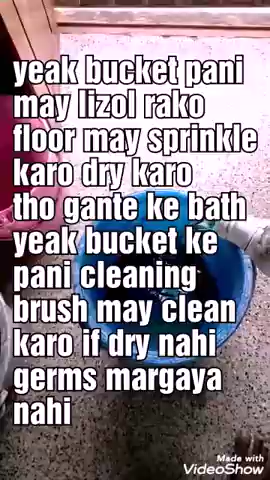 yeak bucket pani
may lizol rako
floor may sprinkle
karo dry karo
tho gante ke bath
yeak bucket ke
pani cleaning
brush may clean
karo if dry nahi
germs margaya
nahi
Made with
VideoShow